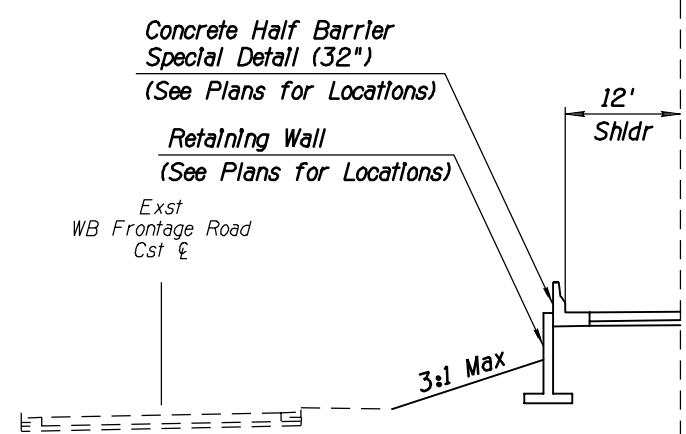 Concrete Half Barrier
Special Detail (32")
(See Plans for Locations)
12'
Shldr
Retaining Wall
(See Plans for Locations)
Exst
WB Frontage Road
Cst ℄
3:1 Max